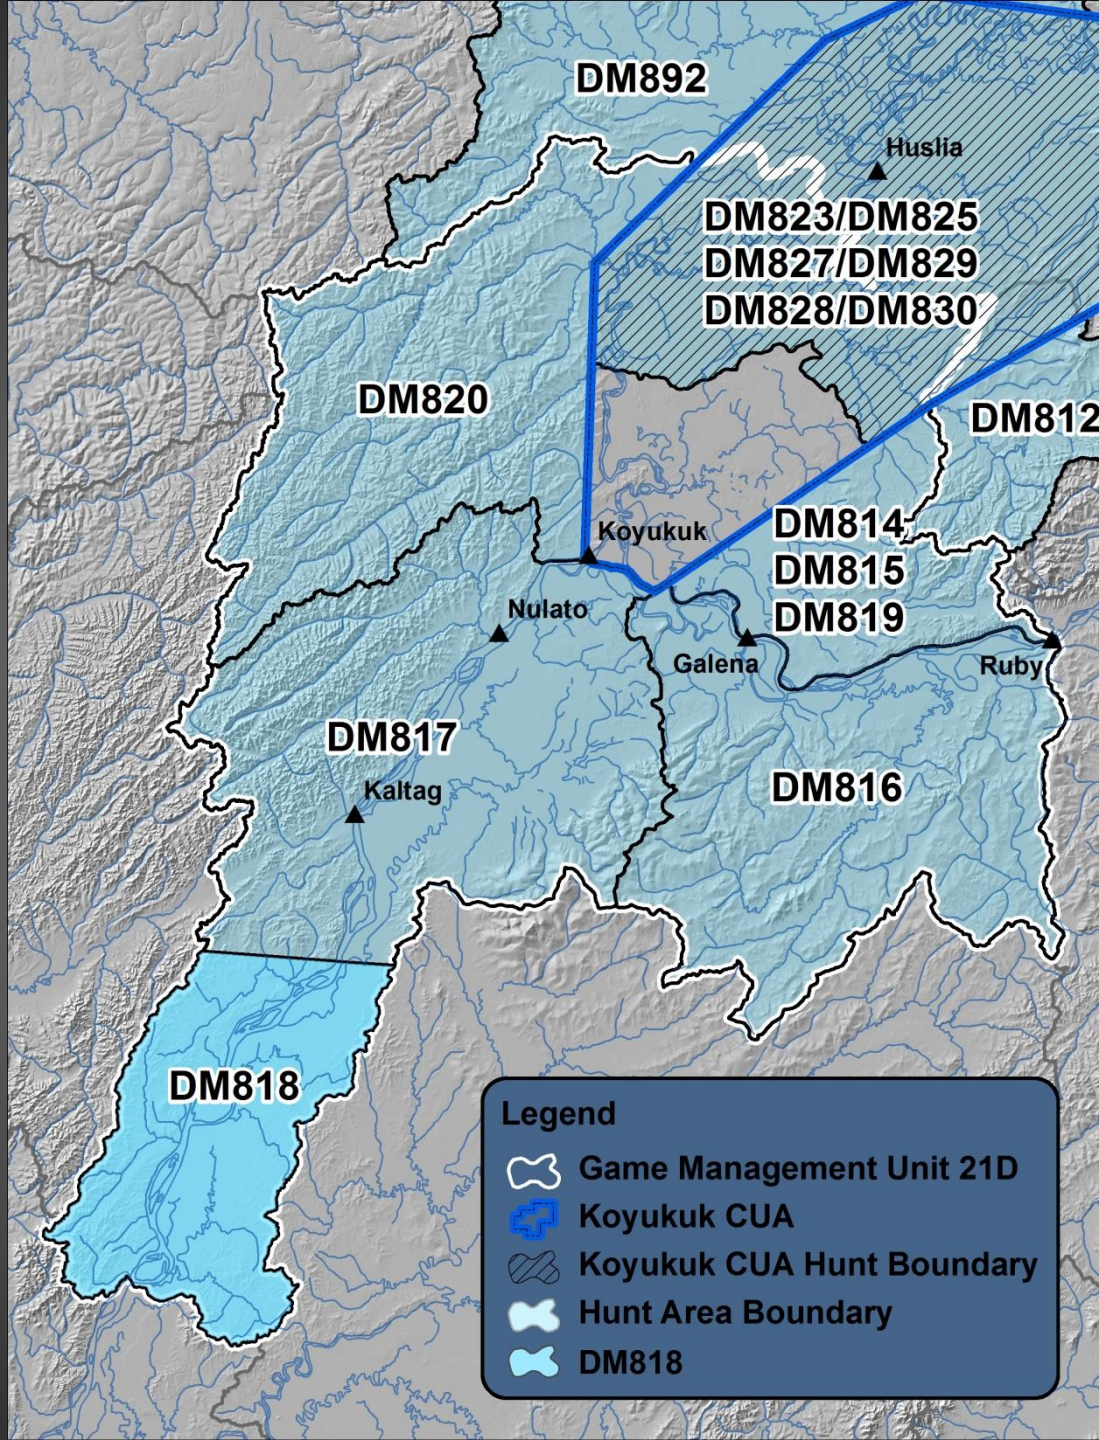 DM892
Huslia
DM823/DM825
DM827/DM829
DM828/DM830
DM820
DM812
Koyukuk
DM814
DM815
DM819
Nulato
Galena
Ruby
DM817
DM816
Kaltag
DM818
Legend
Game Management Unit 21D
Koyukuk CUA
Koyukuk CUA Hunt Boundary
Hunt Area Boundary
DM818